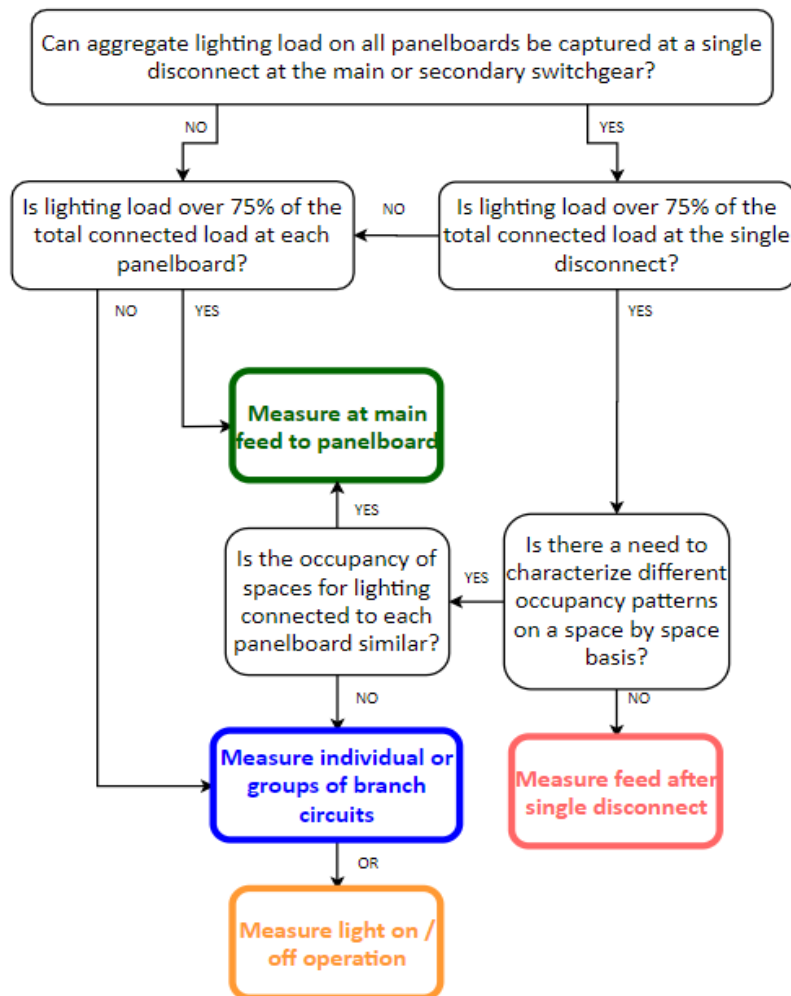 Can aggregate lighting load on all panelboards be captured at a single
disconnect at the main or secondary switchgear?
NO
YES
Is lighting load over 75% of the
total connected load at each
panelboard?
NO
Is lighting load over 75% of the
total connected load at the single
disconnect?
NO
YES
YES
Measure at main
feed to panelboard
YES
Is the occupancy of
spaces for lighting
connected to each
panelboard similar?
YES
Is there a need to
characterize different
occupancy patterns
on a space by space
basis?
NO
NO
Measure individual or
groups of branch
circuits
Measure feed after
single disconnect
OR
Measure light on /
off operation